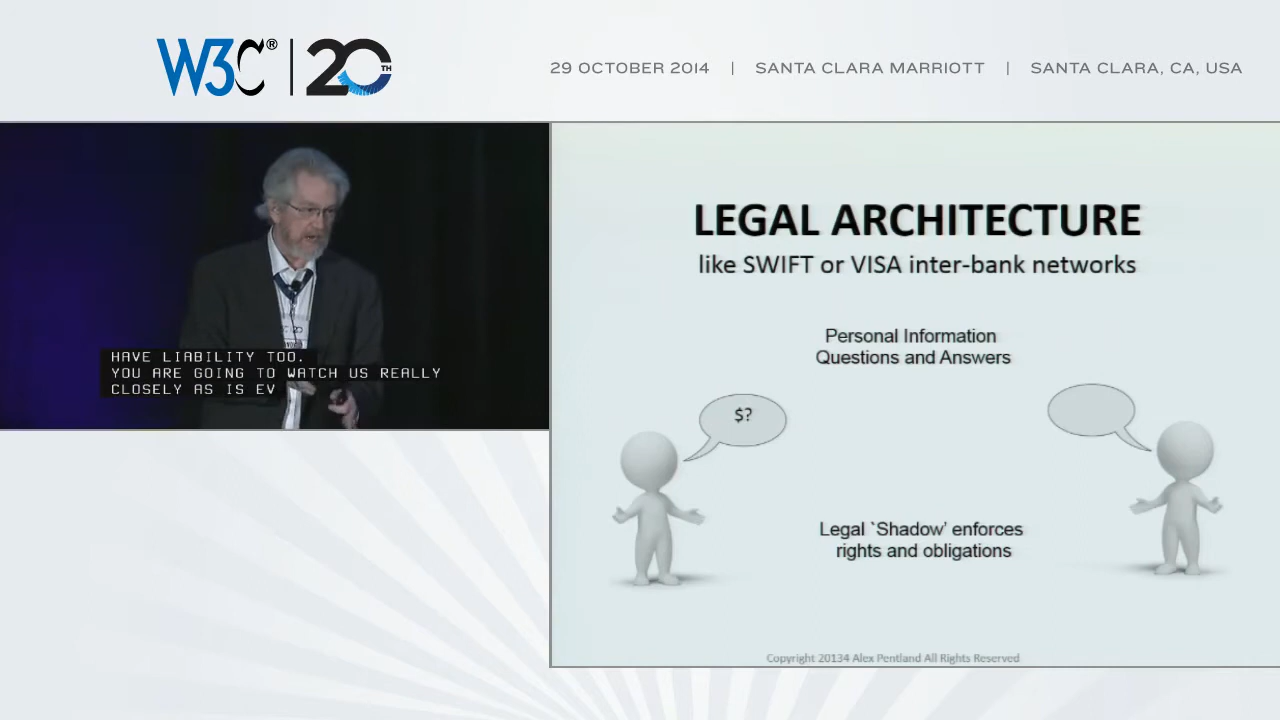 W3C® | 20TH
29 OCTOBER 2014 | SANTA CLARA MARRIOTT | SANTA CLARA, CA, USA
HAVE LIABILITY TOO.
YOU ARE GOING TO WATCH US REALLY
CLOSELY AS IS EV
LEGAL ARCHITECTURE
like SWIFT or VISA inter-bank networks
Personal Information
Questions and Answers
$?
Legal `Shadow' enforces
rights and obligations
Copyright 20134 Alex Pentland All Rights Reserved